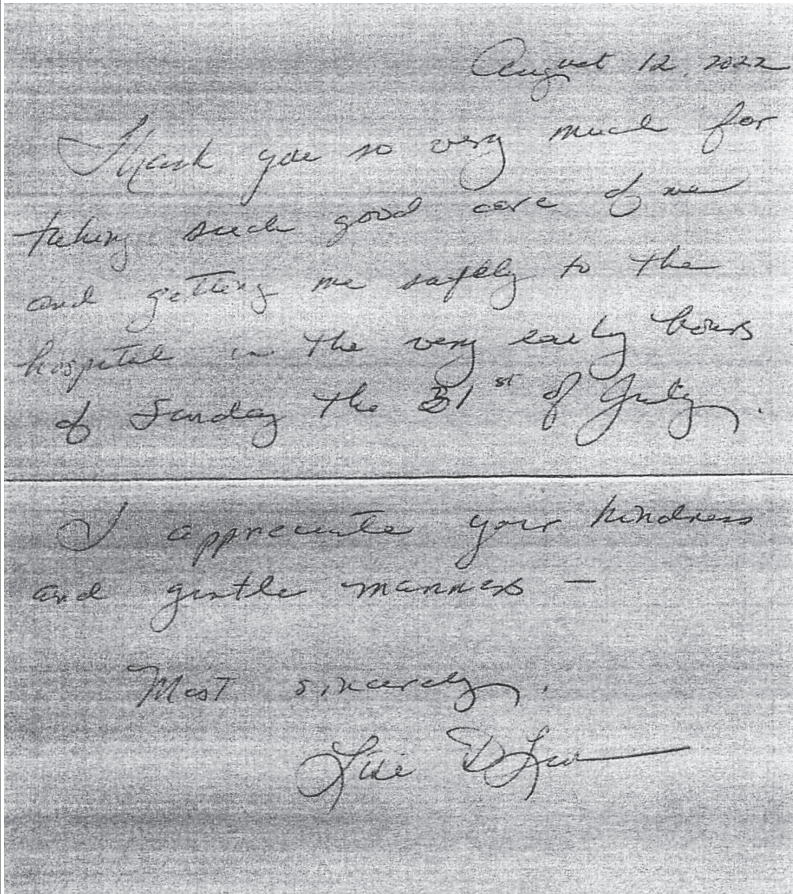 August 12, 2022
Thank you so very much for
taking such good care of me
and getting me safely to the
hospital in the very early hours
of Sunday the 31st of July.
I appreciate your kindness
and gentle manners —
Most sincerely,